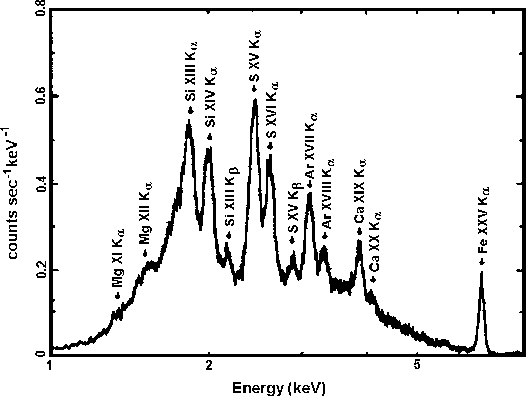 0.8
0.6
0.4
0.2
0
counts sec-1 keV-1
Mg XI Kα
Mg XII Kα
Si XIII Kα
Si XIV Kα
Si XIII Kβ
S XV Kα
S XVI Kα
S XV Kβ
Ar XVII Kα
Ar XVIII Kα
Ca XIX Kα
Ca XX Kα
Fe XXV Kα
1
2
5
Energy (keV)